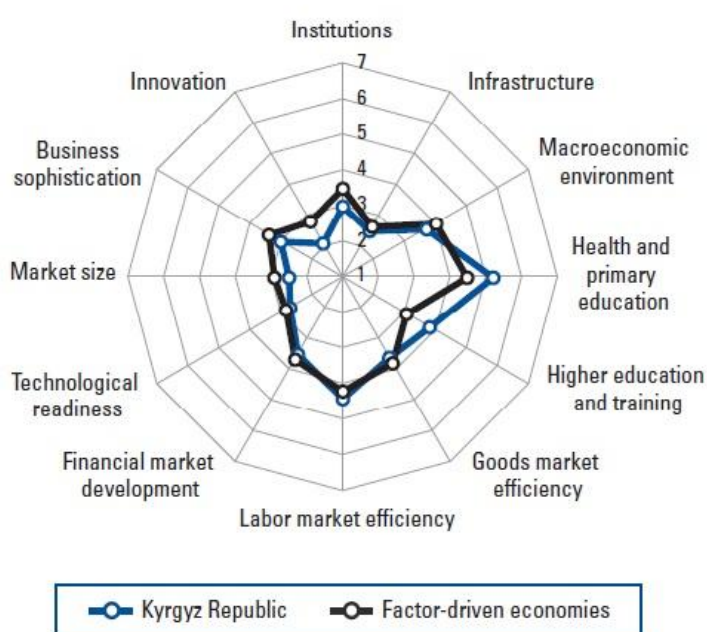 Institutions
Infrastructure
Macroeconomic
environment
Health and
primary
education
Higher education
and training
Goods market
efficiency
Labor market efficiency
Financial market
development
Technological
readiness
Market size
Business
sophistication
Innovation
7
6
5
4
3
2
1
Kyrgyz Republic
Factor-driven economies